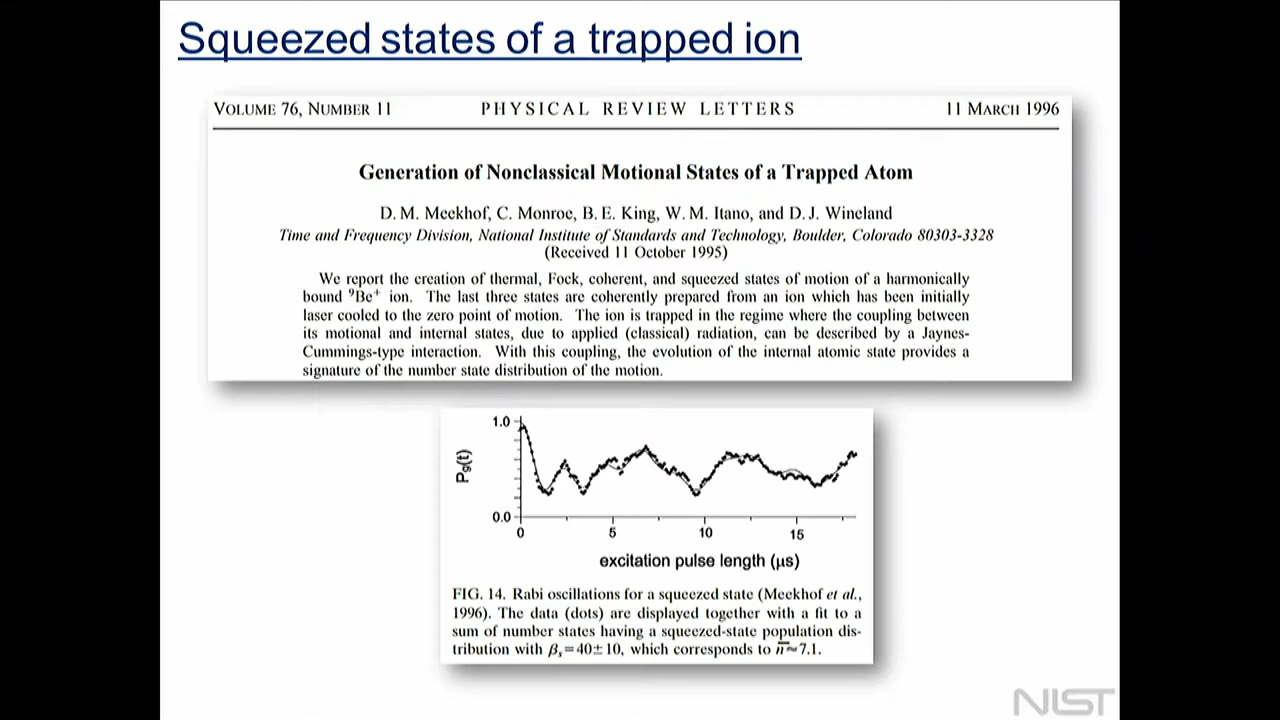 Squeezed states of a trapped ion
VOLUME 76, NUMBER 11 PHYSICAL REVIEW LETTERS 11 MARCH 1996
Generation of Nonclassical Motional States of a Trapped Atom
D. M. Meekhof, C. Monroe, B. E. King, W. M. Itano, and D. J. Wineland
Time and Frequency Division, National Institute of Standards and Technology, Boulder, Colorado 80303-3328
(Received 11 October 1995)
We report the creation of thermal, Fock, coherent, and squeezed states of motion of a harmonically
bound ⁹Be⁺ ion. The last three states are coherently prepared from an ion which has been initially
laser cooled to the zero point of motion. The ion is trapped in the regime where the coupling between
its motional and internal states, due to applied (classical) radiation, can be described by a Jaynes-
Cummings-type interaction. With this coupling, the evolution of the internal atomic state provides a
signature of the number state distribution of the motion.
1.0
P₉(t)
0.0
0 5 10 15
excitation pulse length (μs)
FIG. 14. Rabi oscillations for a squeezed state (Meekhof et al.,
1996). The data (dots) are displayed together with a fit to a
sum of number states having a squeezed-state population dis-
tribution with βₛ=40±10, which corresponds to n̅≈7.1.
NIST